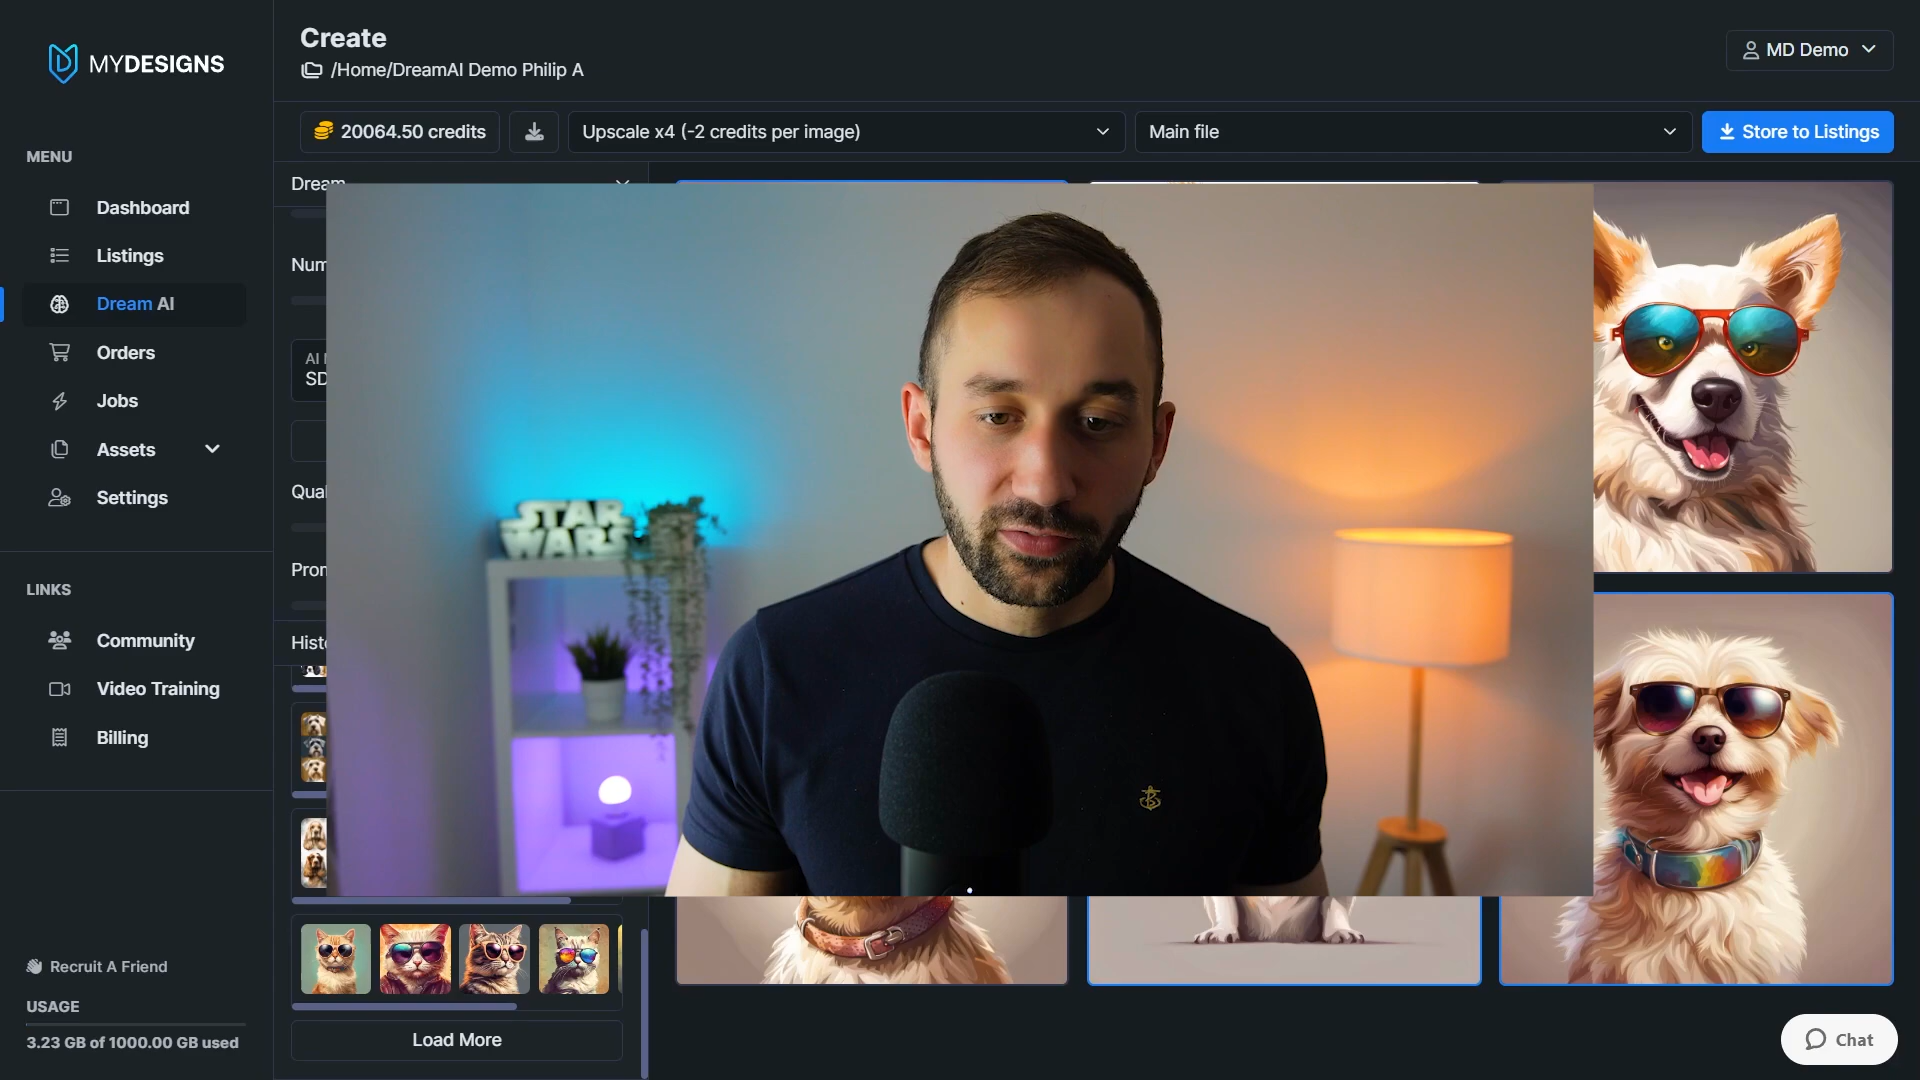 MYDESIGNS
Create
/Home/DreamAI Demo Philip A
MD Demo
20064.50 credits
Upscale x4 (-2 credits per image)
Main file
Store to Listings
MENU
Dashboard
Listings
Dream AI
Orders
Jobs
Assets
Settings
LINKS
Community
Video Training
Billing
Recruit A Friend
USAGE
3.23 GB of 1000.00 GB used
Dream
STAR
WARS
Load More
Chat